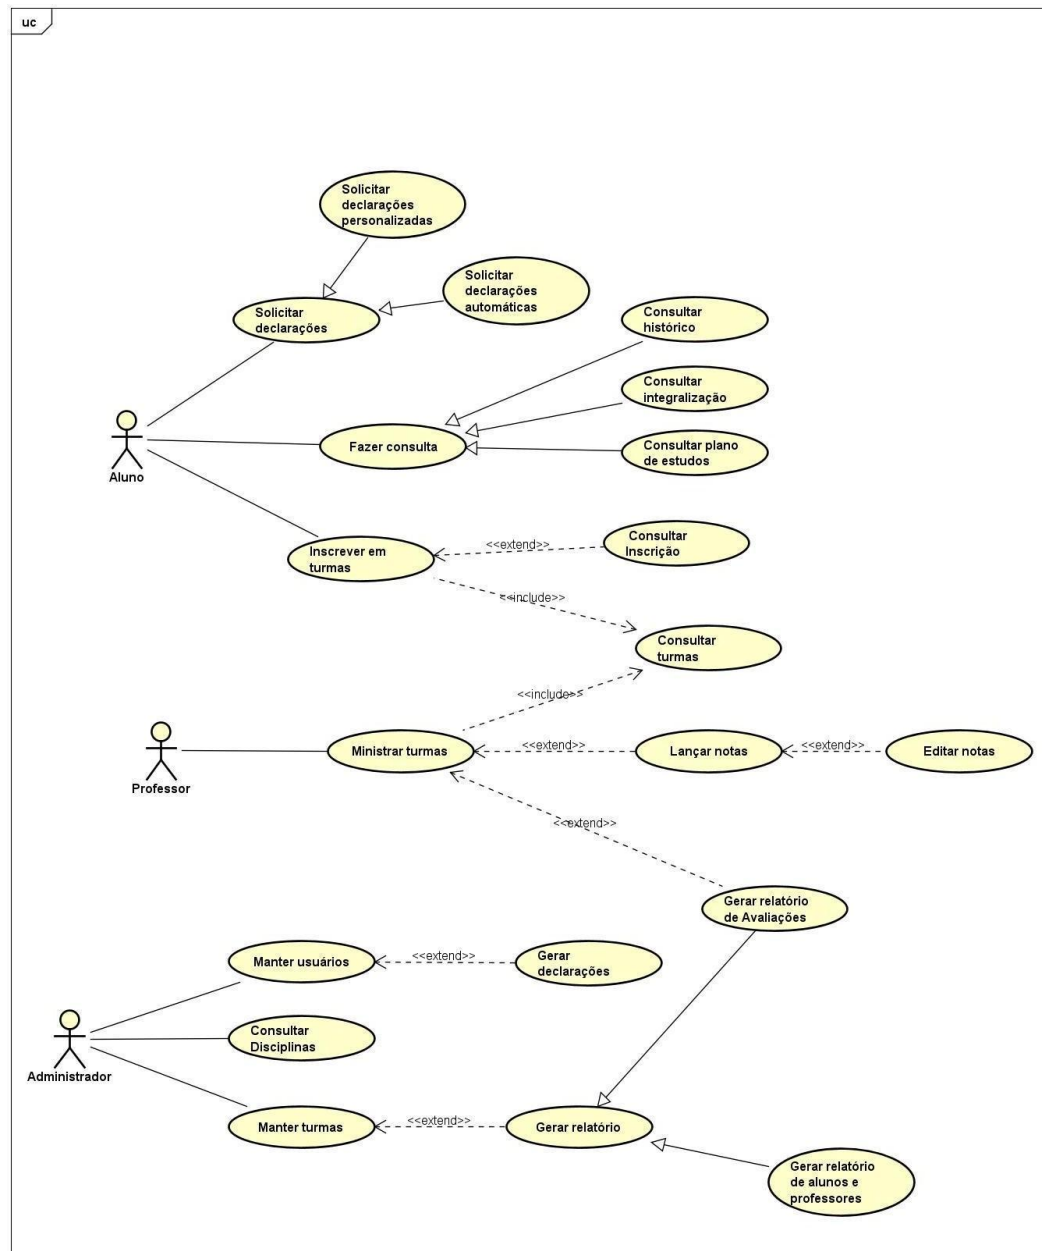 uc
Solicitar
declarações
personalizadas
Solicitar
declarações
automáticas
Solicitar
declarações
Consultar
histórico
Consultar
integralização
Fazer consulta
Consultar plano
de estudos
Aluno
Inscrever em
turmas
<<extend>>
Consultar
Inscrição
<<include>>
Consultar
turmas
<<include>>
Professor
Ministrar turmas
<<extend>>
Lançar notas
<<extend>>
Editar notas
<<extend>>
Gerar relatório
de Avaliações
Manter usuários
<<extend>>
Gerar
declarações
Administrador
Consultar
Disciplinas
Manter turmas
<<extend>>
Gerar relatório
Gerar relatório
de alunos e
professores